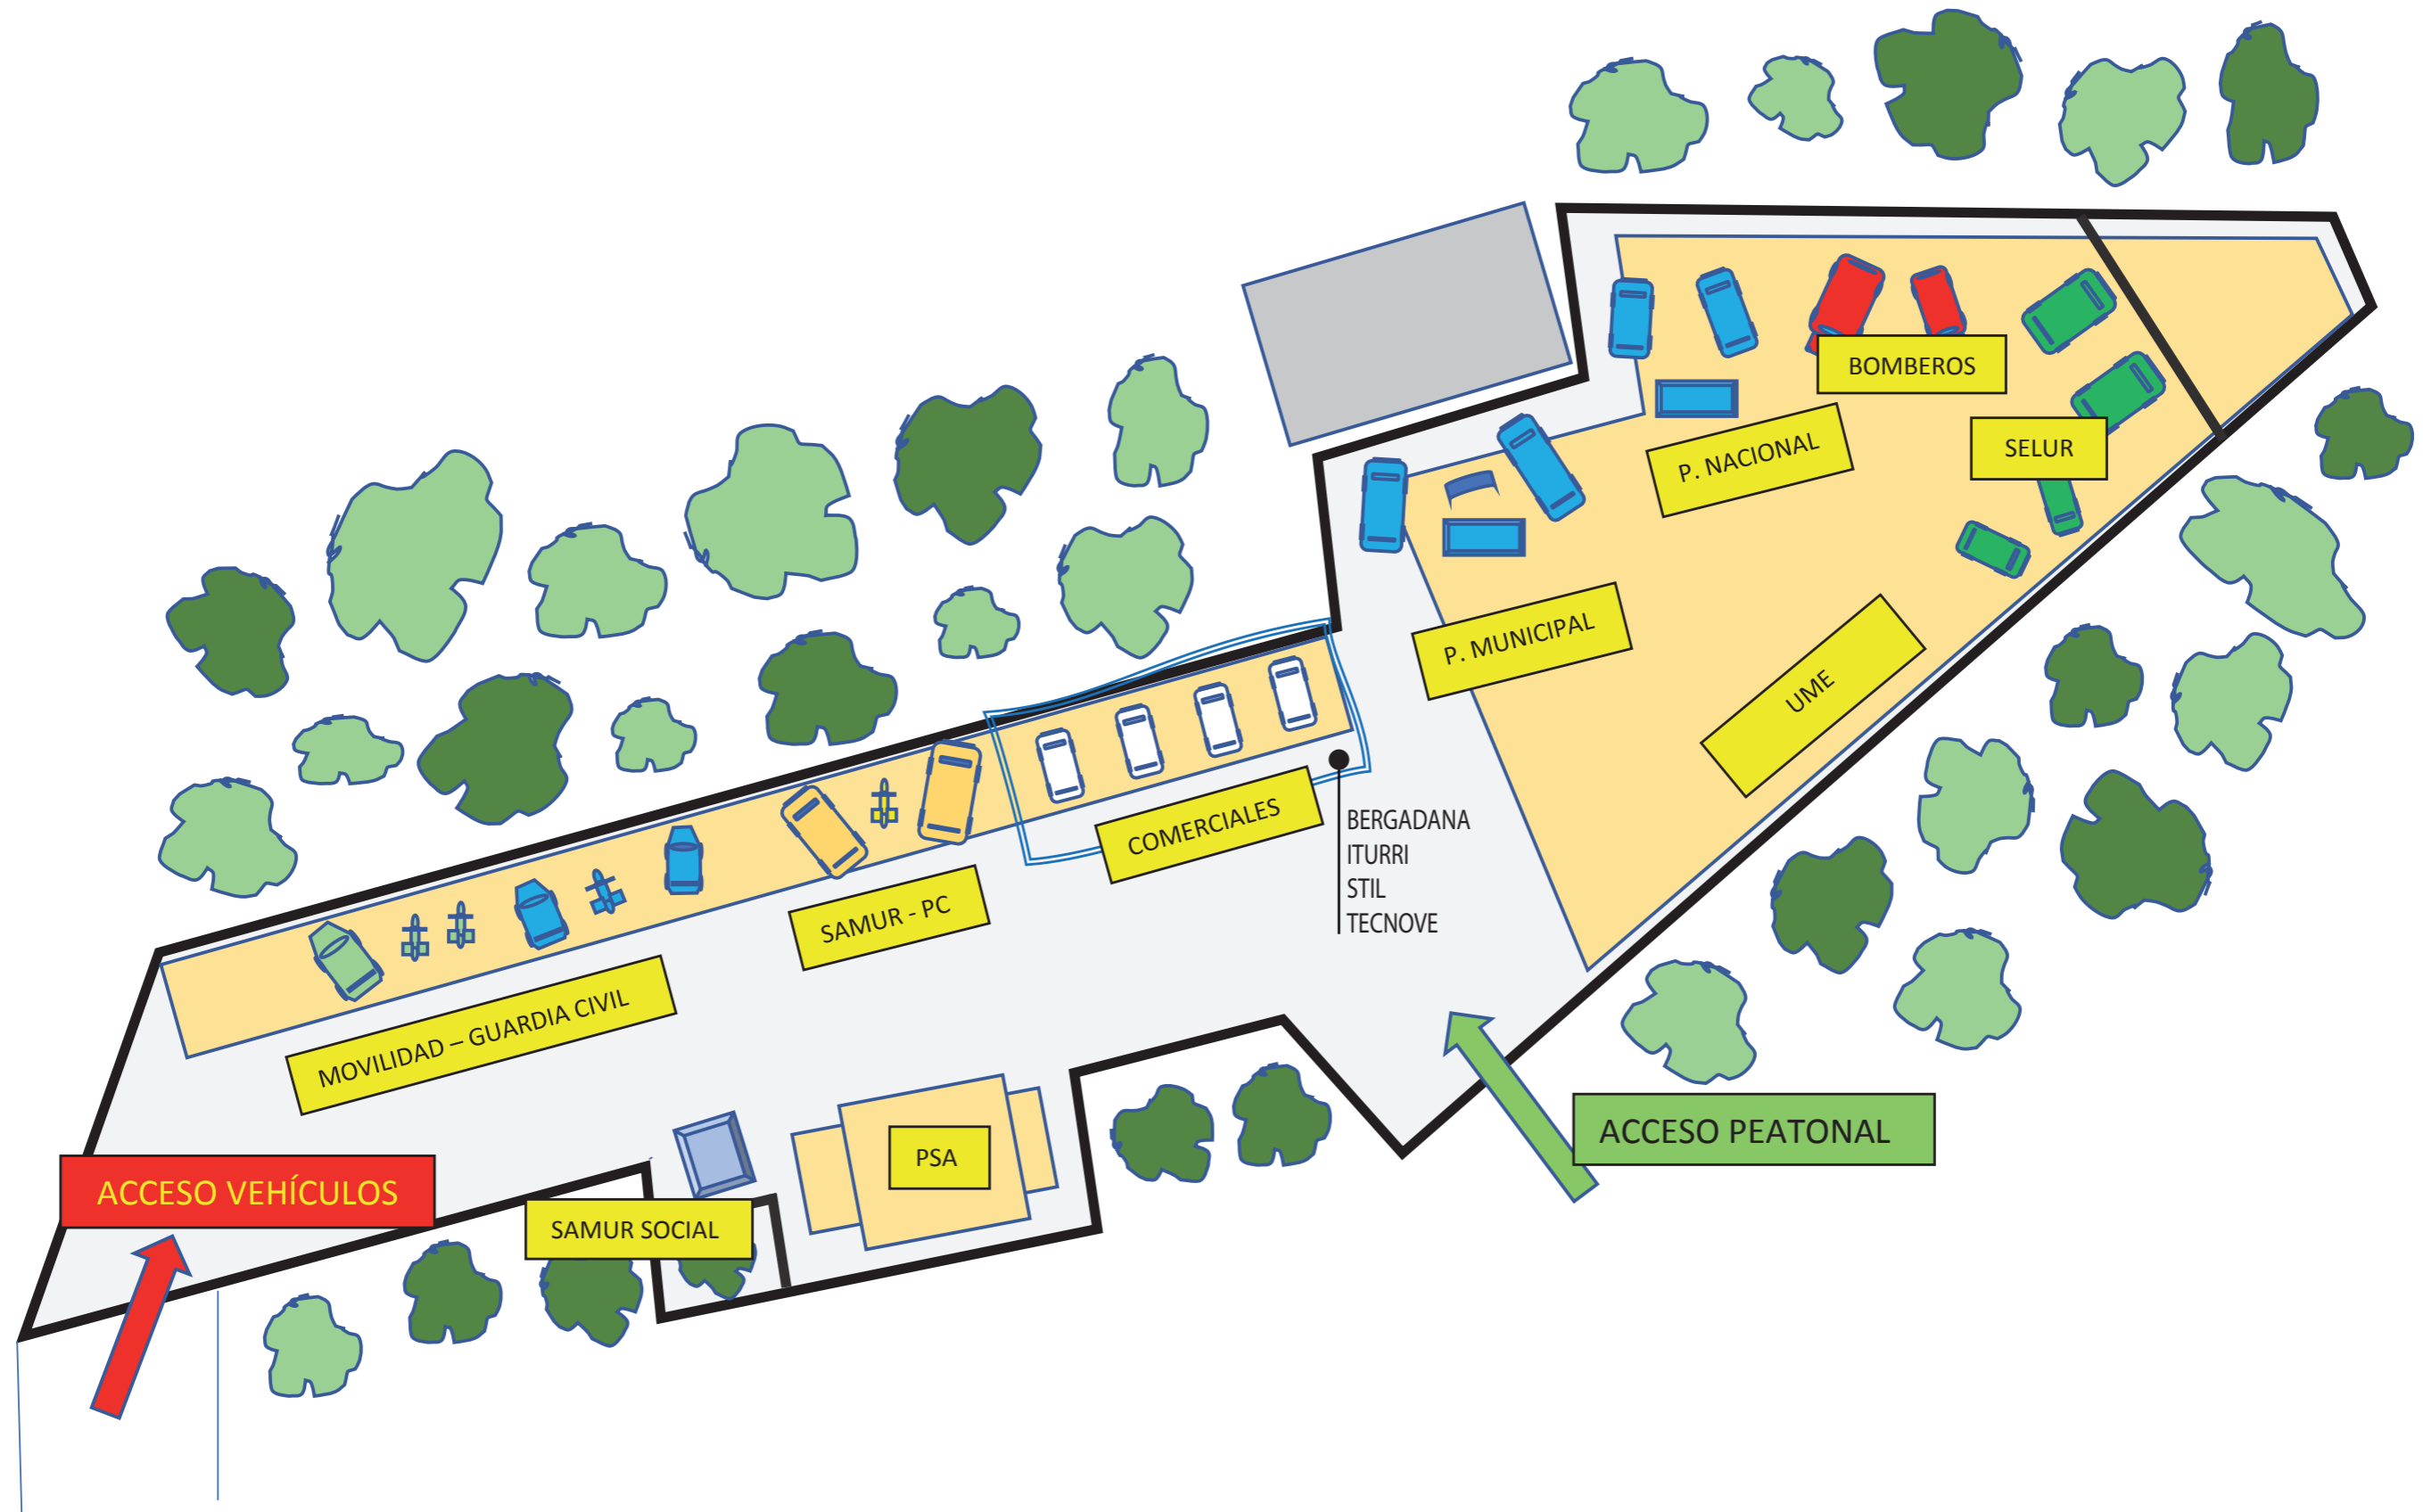 BOMBEROS
P. NACIONAL
SELUR
P. MUNICIPAL
UME
COMERCIALES
BERGADANA
ITURRI
STIL
TECNOVE
SAMUR - PC
MOVILIDAD – GUARDIA CIVIL
PSA
ACCESO PEATONAL
ACCESO VEHÍCULOS
SAMUR SOCIAL